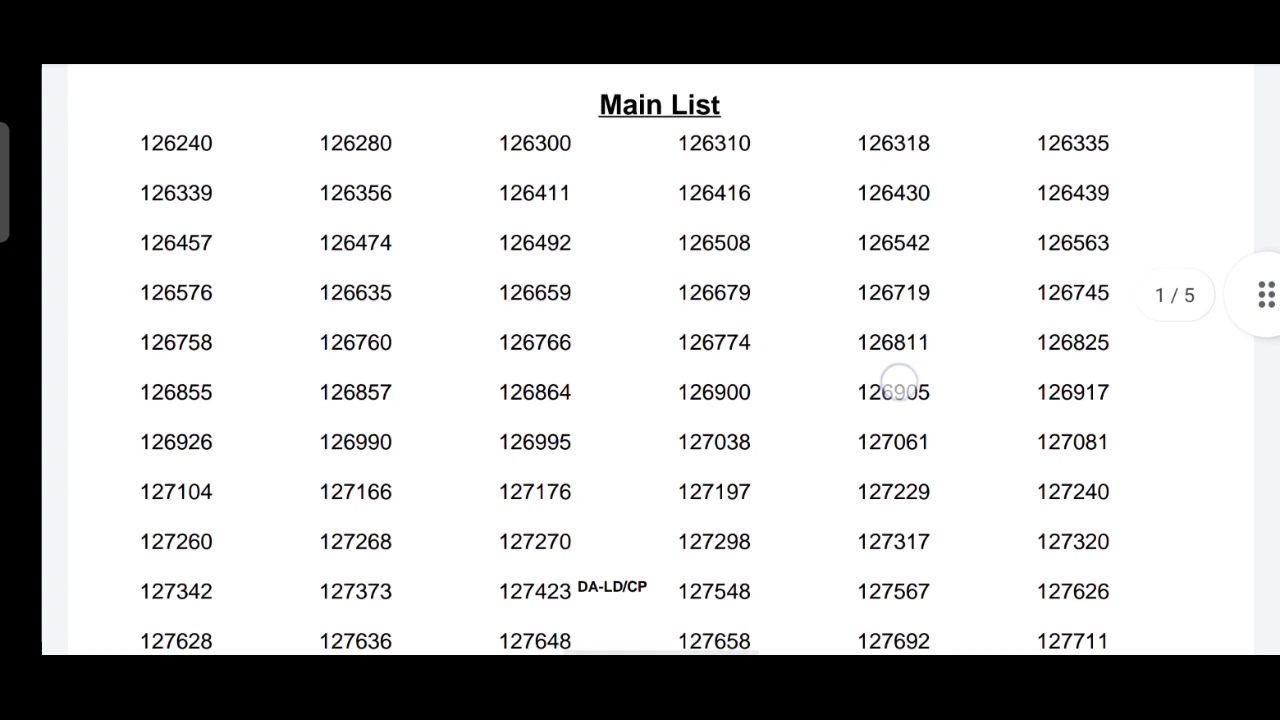 Main List
126240 126280 126300 126310 126318 126335
126339 126356 126411 126416 126430 126439
126457 126474 126492 126508 126542 126563
126576 126635 126659 126679 126719 126745
1 / 5
126758 126760 126766 126774 126811 126825
126855 126857 126864 126900 126905 126917
126926 126990 126995 127038 127061 127081
127104 127166 127176 127197 127229 127240
127260 127268 127270 127298 127317 127320
127342 127373 127423 DA-LD/CP 127548 127567 127626
127628 127636 127648 127658 127692 127711